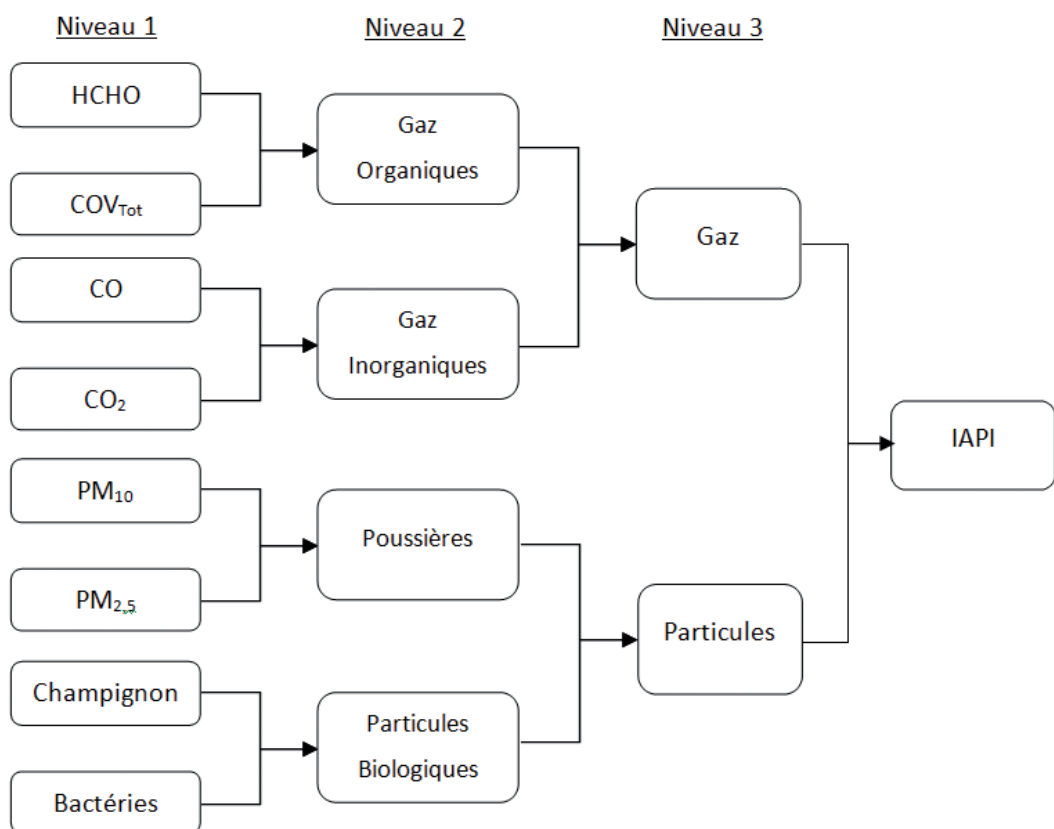 Niveau 1
Niveau 2
Niveau 3
HCHO
COV_Tot
CO
CO₂
PM₁₀
PM₂,₅
Champignon
Bactéries
Gaz
Organiques
Gaz
Inorganiques
Poussières
Particules
Biologiques
Gaz
Particules
IAPI